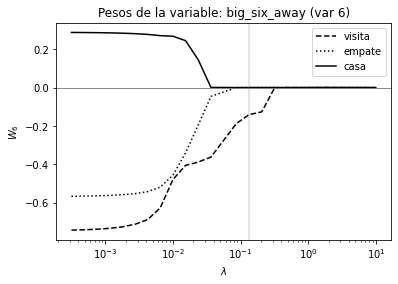 Pesos de la variable: big_six_away (var 6)
visita
empate
casa
0.2
0.0
−0.2
−0.4
−0.6
W₆
10⁻³
10⁻²
10⁻¹
10⁰
10¹
λ